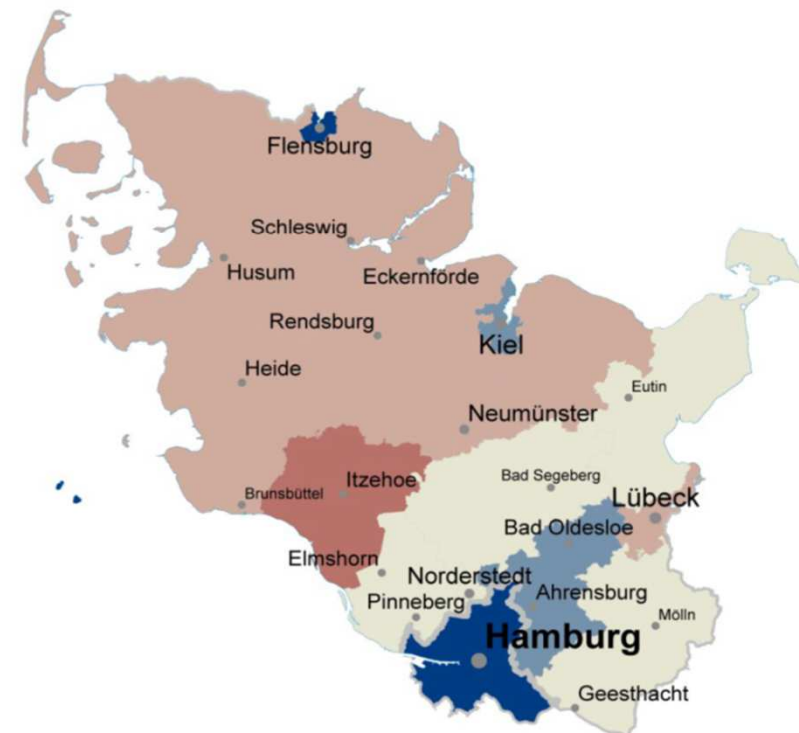 Flensburg
Schleswig
Husum
Eckernförde
Rendsburg
Kiel
Heide
Eutin
Neumünster
Itzehoe
Bad Segeberg
Brunsbüttel
Lübeck
Bad Oldesloe
Elmshorn
Norderstedt
Ahrensburg
Pinneberg
Mölln
Hamburg
Geesthacht